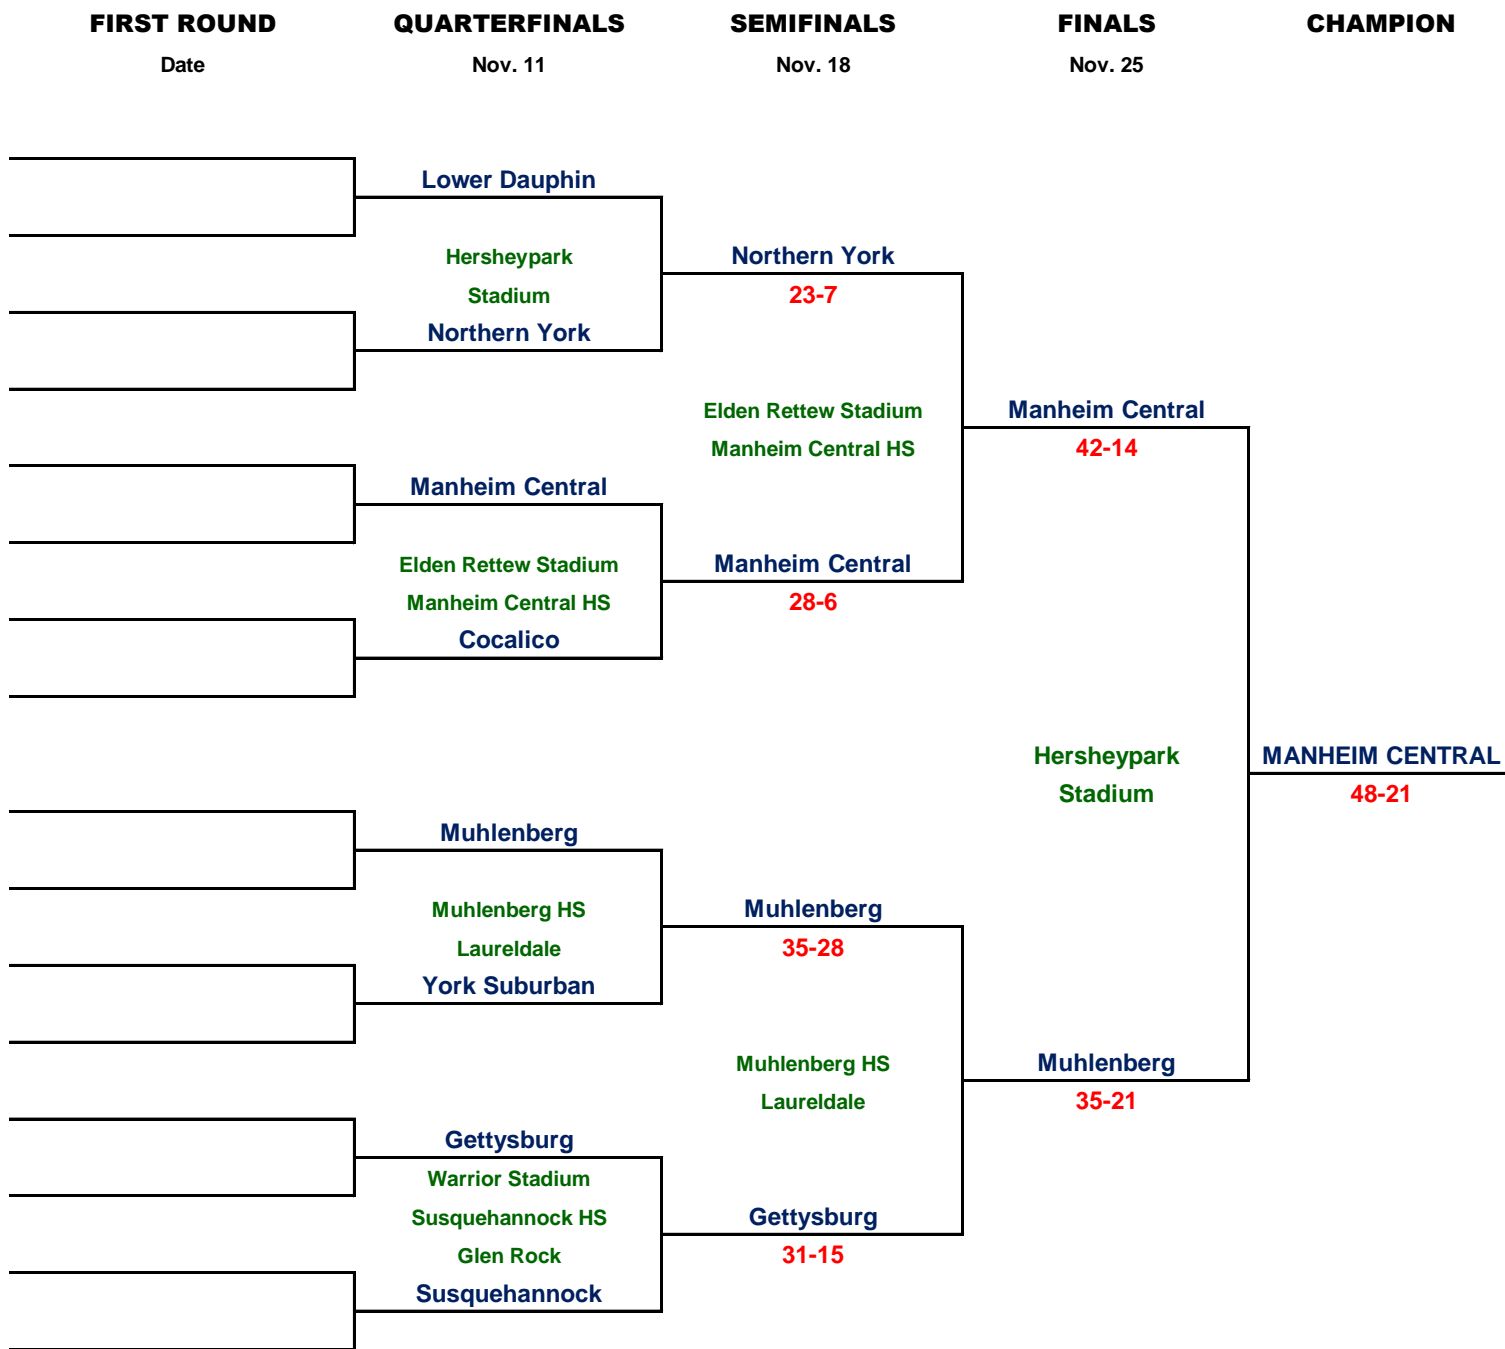 FIRST ROUND QUARTERFINALS SEMIFINALS FINALS CHAMPION
Date Nov. 11 Nov. 18 Nov. 25
Lower Dauphin
Hersheypark
Stadium
Northern York
Northern York
23-7
Elden Rettew Stadium
Manheim Central HS
Manheim Central
42-14
Manheim Central
Elden Rettew Stadium
Manheim Central HS
Cocalico
Manheim Central
28-6
Hersheypark
Stadium
MANHEIM CENTRAL
48-21
Muhlenberg
Muhlenberg HS
Laureldale
York Suburban
Muhlenberg
35-28
Muhlenberg HS
Laureldale
Muhlenberg
35-21
Gettysburg
Warrior Stadium
Susquehannock HS
Glen Rock
Susquehannock
Gettysburg
31-15